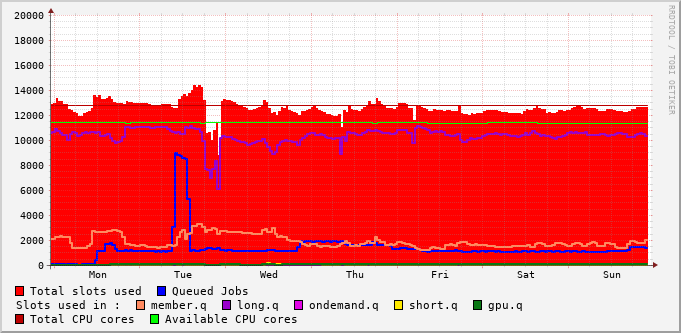 20000
18000
16000
14000
12000
10000
8000
6000
4000
2000
0
Mon Tue Wed Thu Fri Sat Sun
RRDTOOL / TOBI OETIKER
Total slots used Queued Jobs
Slots used in : member.q long.q ondemand.q short.q gpu.q
Total CPU cores Available CPU cores